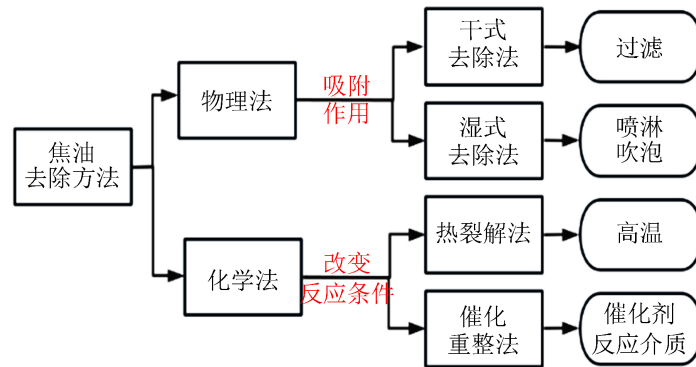 焦油
去除方法
物理法
吸附
作用
干式
去除法
过滤
湿式
去除法
喷淋
吹泡
化学法
改变
反应条件
热裂解法
高温
催化
重整法
催化剂
反应介质